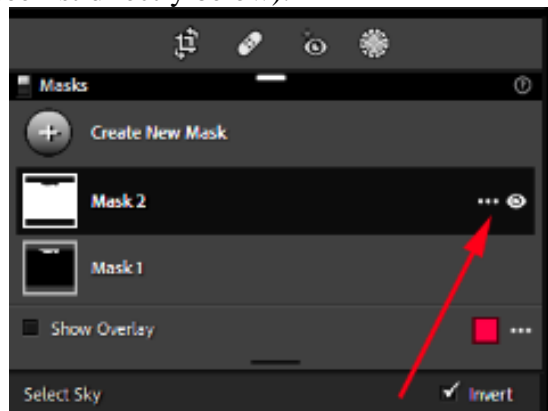 Masks
Create New Mask
Mask 2
Mask 1
Show Overlay
Select Sky Invert